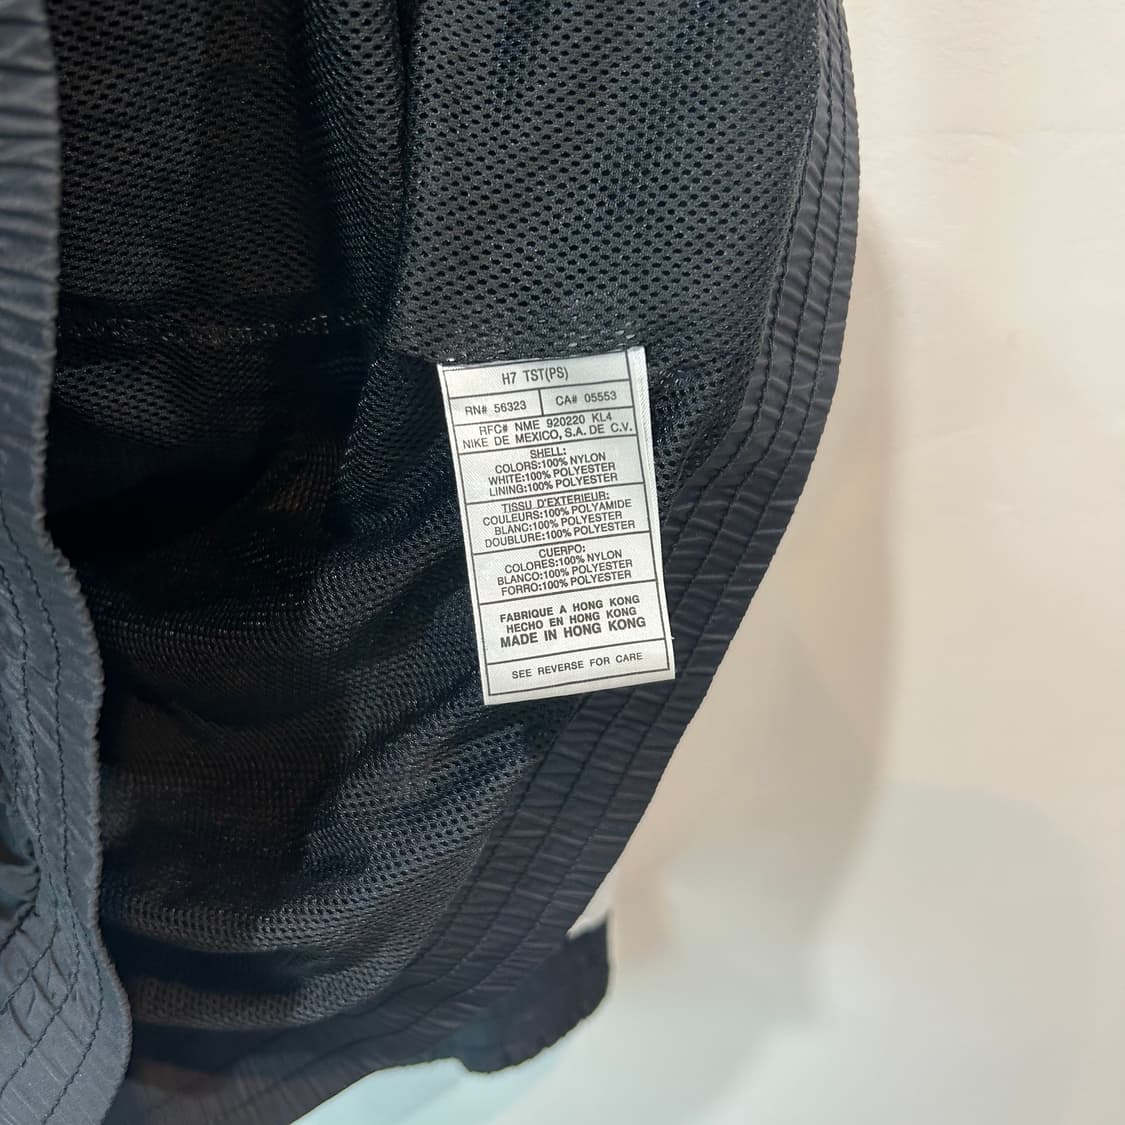 H7 TST(PS)
RN# 56323 CA# 05553
RFC# NME 920220 KL4
NIKE DE MEXICO, S.A. DE C.V.
SHELL:
COLORS:100% NYLON
WHITE:100% POLYESTER
LINING:100% POLYESTER
TISSU D'EXTERIEUR:
COULEURS:100% POLYAMIDE
BLANC:100% POLYESTER
DOUBLURE:100% POLYESTER
CUERPO:
COLORES:100% NYLON
BLANCO:100% POLYESTER
FORRO:100% POLYESTER
FABRIQUE A HONG KONG
HECHO EN HONG KONG
MADE IN HONG KONG
SEE REVERSE FOR CARE